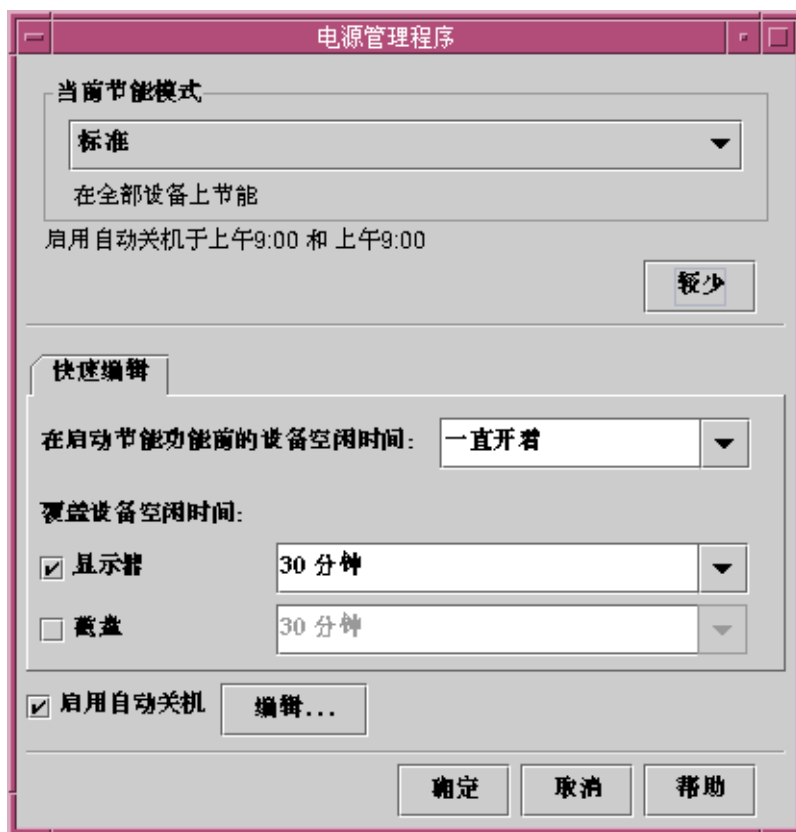 电源管理程序
当前节能模式
标准
在全部设备上节能
启用自动关机于上午9:00 和 上午9:00
较少
快速编辑
在启动节能功能前的设备空闲时间:
一直开着
覆盖设备空闲时间:
显示器
30 分钟
磁盘
30 分钟
启用自动关机
编辑...
确定
取消
帮助